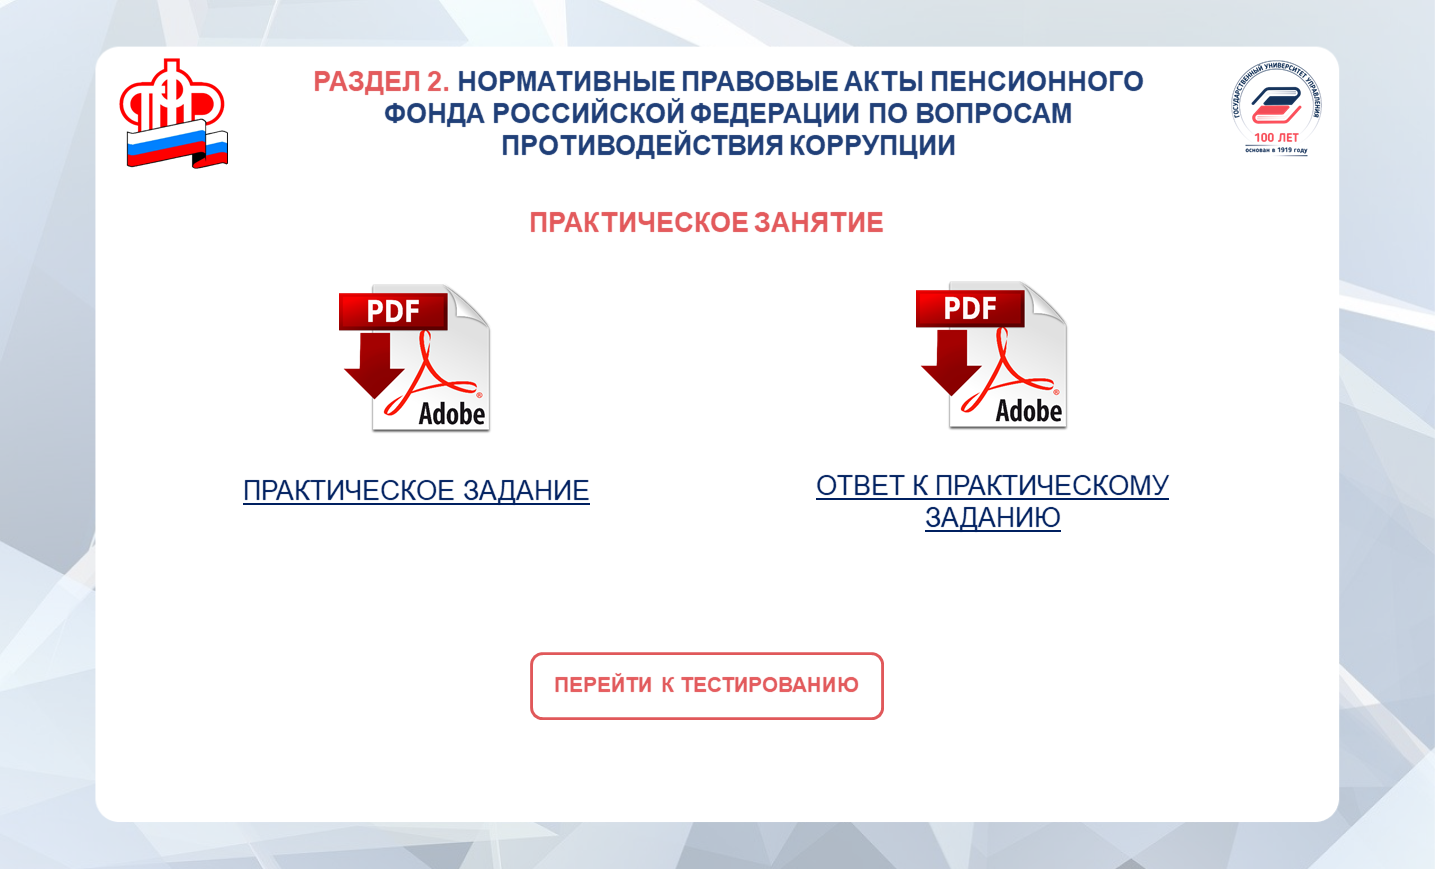 РАЗДЕЛ 2. НОРМАТИВНЫЕ ПРАВОВЫЕ АКТЫ ПЕНСИОННОГО
ФОНДА РОССИЙСКОЙ ФЕДЕРАЦИИ ПО ВОПРОСАМ
ПРОТИВОДЕЙСТВИЯ КОРРУПЦИИ
ГОСУДАРСТВЕННЫЙ УНИВЕРСИТЕТ УПРАВЛЕНИЯ
100 ЛЕТ
основан в 1919 году
ПРАКТИЧЕСКОЕ ЗАНЯТИЕ
PDF
Adobe
PDF
Adobe
ПРАКТИЧЕСКОЕ ЗАДАНИЕ
ОТВЕТ К ПРАКТИЧЕСКОМУ
ЗАДАНИЮ
ПЕРЕЙТИ К ТЕСТИРОВАНИЮ